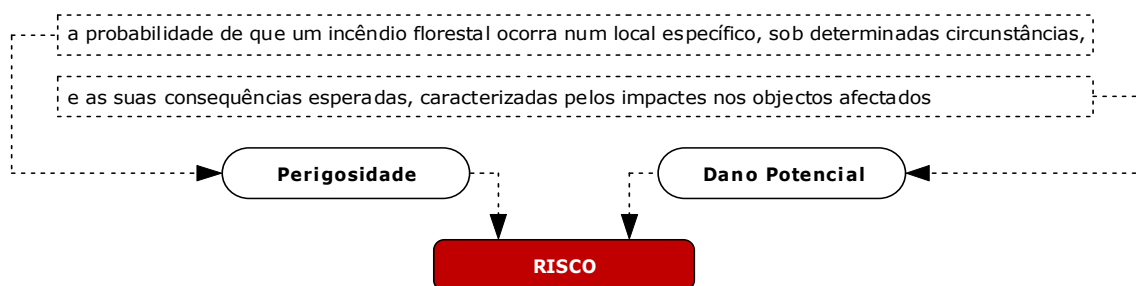 a probabilidade de que um incêndio florestal ocorra num local específico, sob determinadas circunstâncias,
e as suas consequências esperadas, caracterizadas pelos impactes nos objectos afectados
Perigosidade
Dano Potencial
RISCO